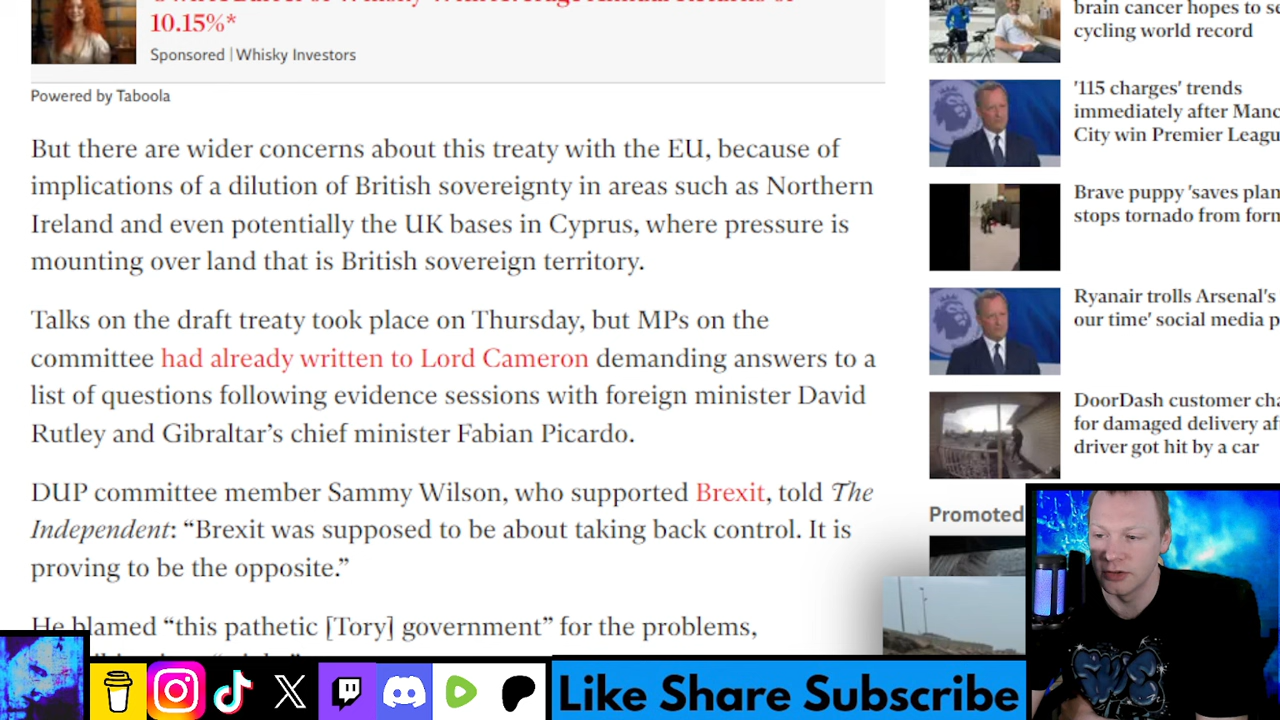 10.15%*
Sponsored | Whisky Investors
Powered by Taboola
But there are wider concerns about this treaty with the EU, because of
implications of a dilution of British sovereignty in areas such as Northern
Ireland and even potentially the UK bases in Cyprus, where pressure is
mounting over land that is British sovereign territory.
Talks on the draft treaty took place on Thursday, but MPs on the
committee had already written to Lord Cameron demanding answers to a
list of questions following evidence sessions with foreign minister David
Rutley and Gibraltar's chief minister Fabian Picardo.
DUP committee member Sammy Wilson, who supported Brexit, told The
Independent: “Brexit was supposed to be about taking back control. It is
proving to be the opposite.”
He blamed “this pathetic [Tory] government” for the problems,
brain cancer hopes to se
cycling world record
'115 charges' trends
immediately after Manc
City win Premier Leagu
Brave puppy 'saves plan
stops tornado from forn
Ryanair trolls Arsenal's
our time' social media p
DoorDash customer cha
for damaged delivery aft
driver got hit by a car
Promoted
Like Share Subscribe